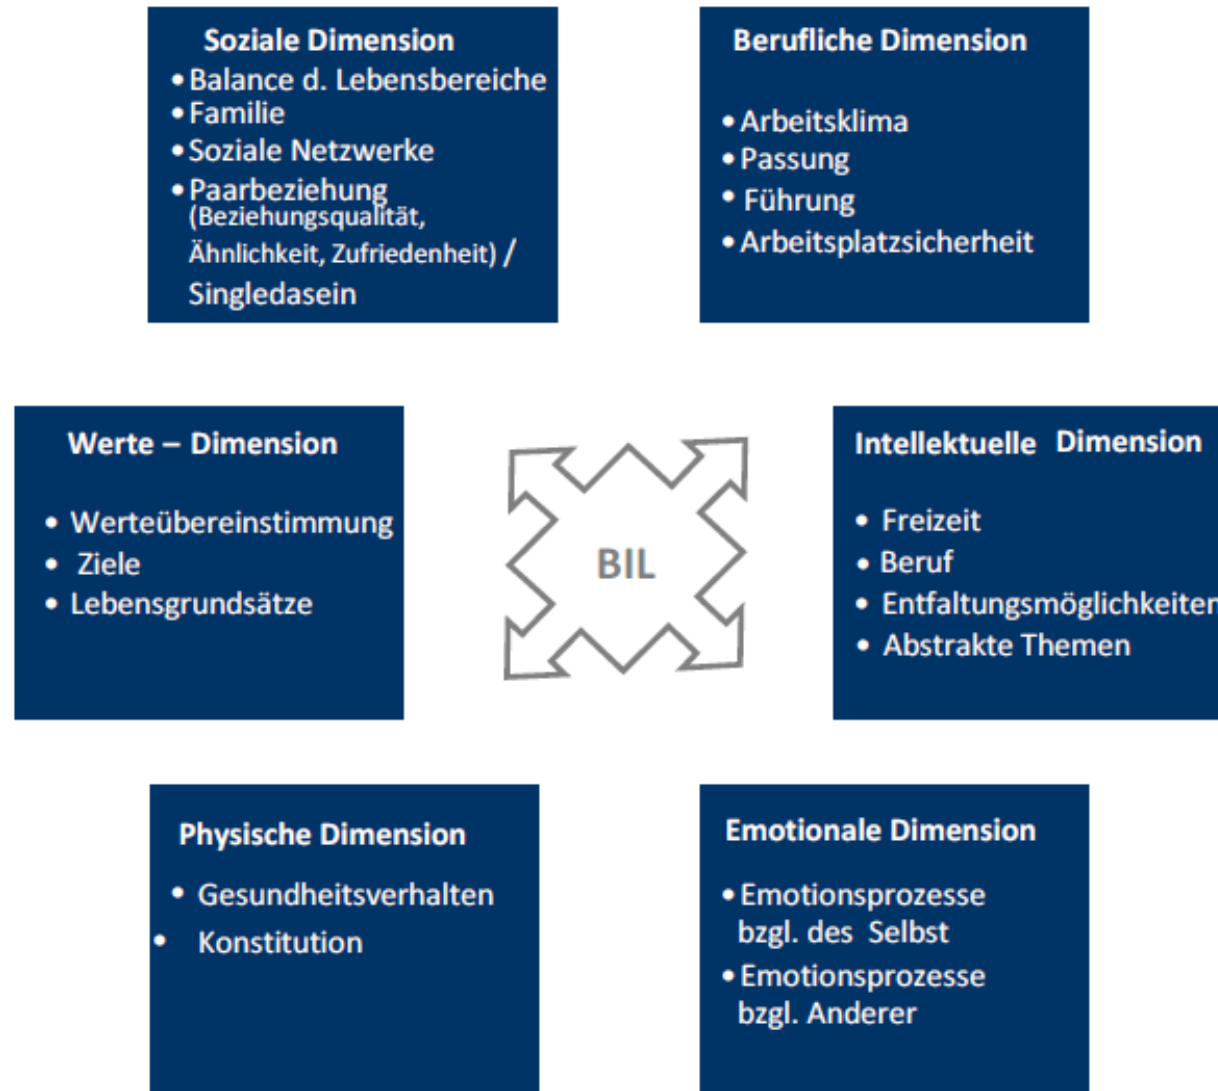 Soziale Dimension
• Balance d. Lebensbereiche
• Familie
• Soziale Netzwerke
• Paarbeziehung
(Beziehungsqualität,
Ähnlichkeit, Zufriedenheit) /
Singledasein
Berufliche Dimension
• Arbeitsklima
• Passung
• Führung
• Arbeitsplatzsicherheit
Werte – Dimension
• Werteübereinstimmung
• Ziele
• Lebensgrundsätze
BIL
Intellektuelle Dimension
• Freizeit
• Beruf
• Entfaltungsmöglichkeiten
• Abstrakte Themen
Physische Dimension
• Gesundheitsverhalten
• Konstitution
Emotionale Dimension
• Emotionsprozesse
bzgl. des Selbst
• Emotionsprozesse
bzgl. Anderer